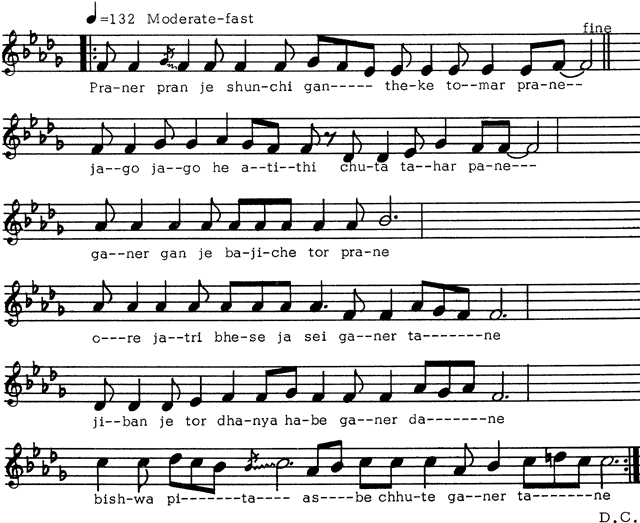 =132 Moderate-fast
fine
Pra-ner pran je shun-chi gan----- the-ke to--mar pra-ne--
ja--go ja--go he a--ti--thi chu-ta ta--har pa-ne---
ga--ner gan je ba-ji-che tor pra-ne
o---re ja--tri bhe-se ja sei ga--ner ta------ne
ji--ban je tor dha-nya ha-be ga--ner da-------ne
bish-wa pi-----ta---- as----be chhu-te ga--ner ta-------ne
D.C.